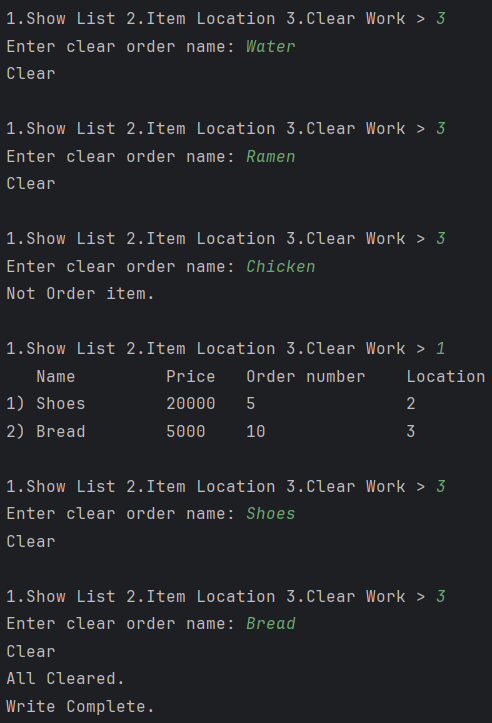 1.Show List 2.Item Location 3.Clear Work > 3
Enter clear order name: Water
Clear
1.Show List 2.Item Location 3.Clear Work > 3
Enter clear order name: Ramen
Clear
1.Show List 2.Item Location 3.Clear Work > 3
Enter clear order name: Chicken
Not Order item.
1.Show List 2.Item Location 3.Clear Work > 1
Name Price Order number Location
1) Shoes 20000 5 2
2) Bread 5000 10 3
1.Show List 2.Item Location 3.Clear Work > 3
Enter clear order name: Shoes
Clear
1.Show List 2.Item Location 3.Clear Work > 3
Enter clear order name: Bread
Clear
All Cleared.
Write Complete.